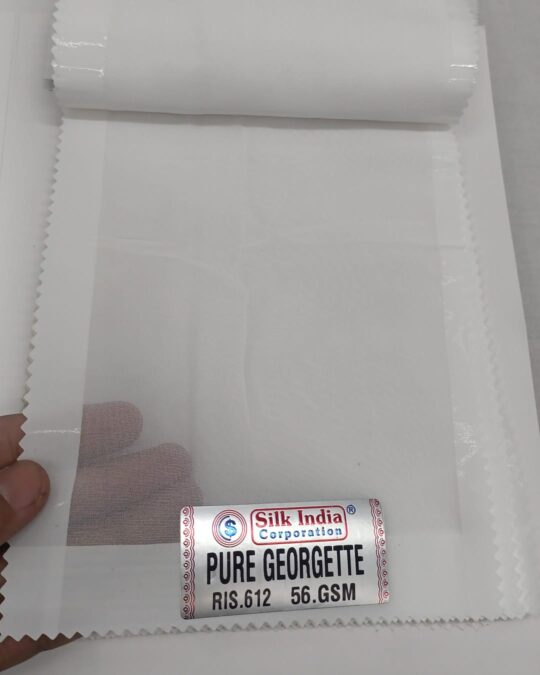 Silk India ®
Corporation
PURE GEORGETTE
RIS.612 56.GSM